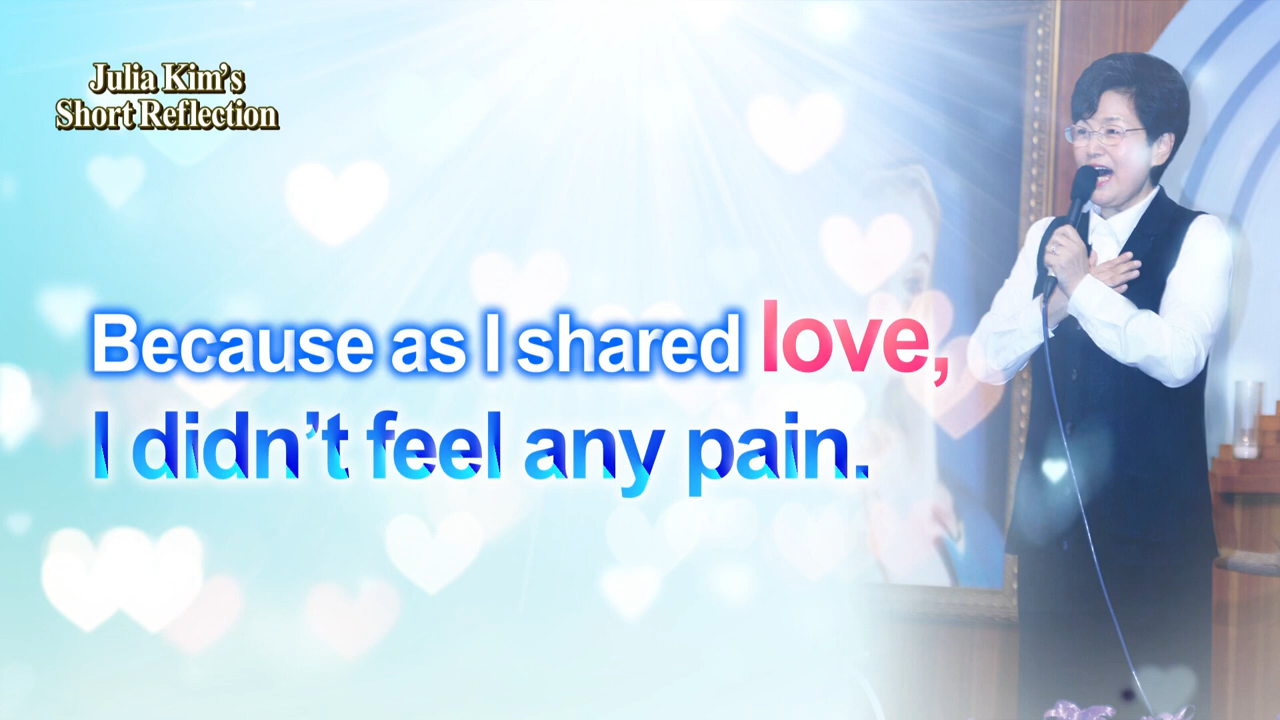 Julia Kim's
Short Reflection
Because as I shared love,
I didn't feel any pain.